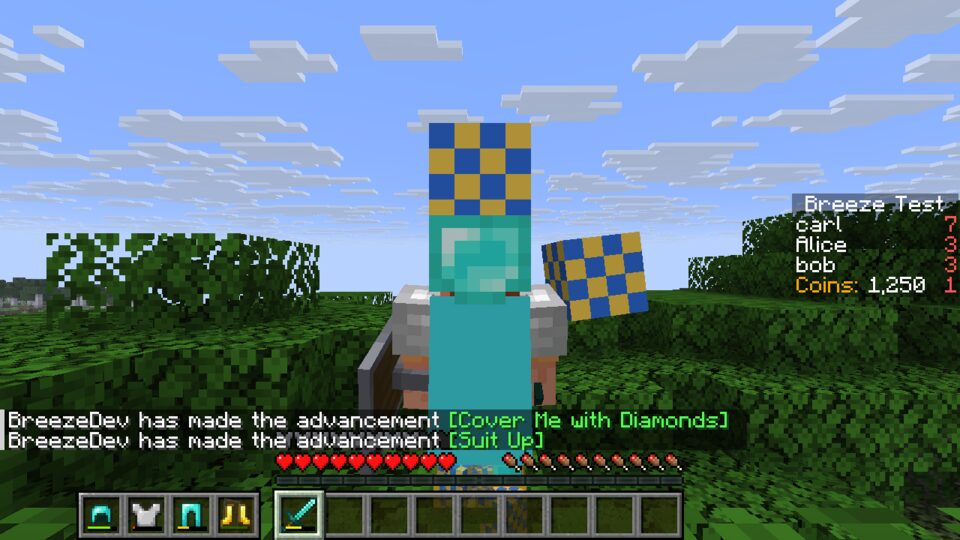 Breeze Test
carl 7
Alice 3
bob 3
Coins: 1,250 1
BreezeDev has made the advancement [Cover Me with Diamonds]
BreezeDev has made the advancement [Suit Up]